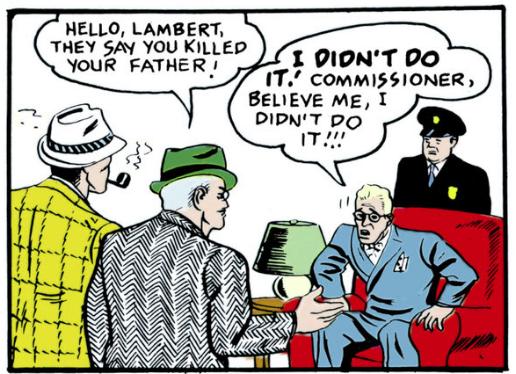 HELLO, LAMBERT,
THEY SAY YOU KILLED
YOUR FATHER!
I DIDN'T DO
IT! COMMISSIONER,
BELIEVE ME, I
DIDN'T DO
IT!!!